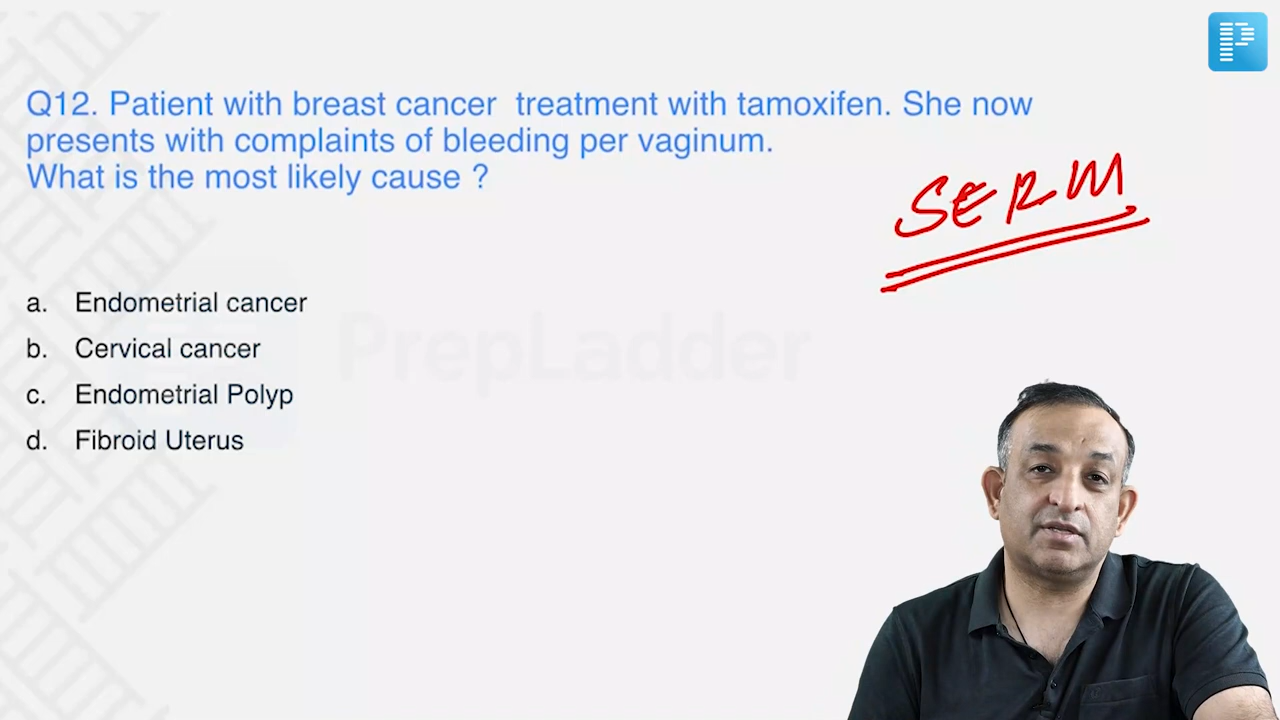 Q12. Patient with breast cancer treatment with tamoxifen. She now
presents with complaints of bleeding per vaginum.
What is the most likely cause ?
SERM
a. Endometrial cancer
b. Cervical cancer
PrepLadder
c. Endometrial Polyp
d. Fibroid Uterus